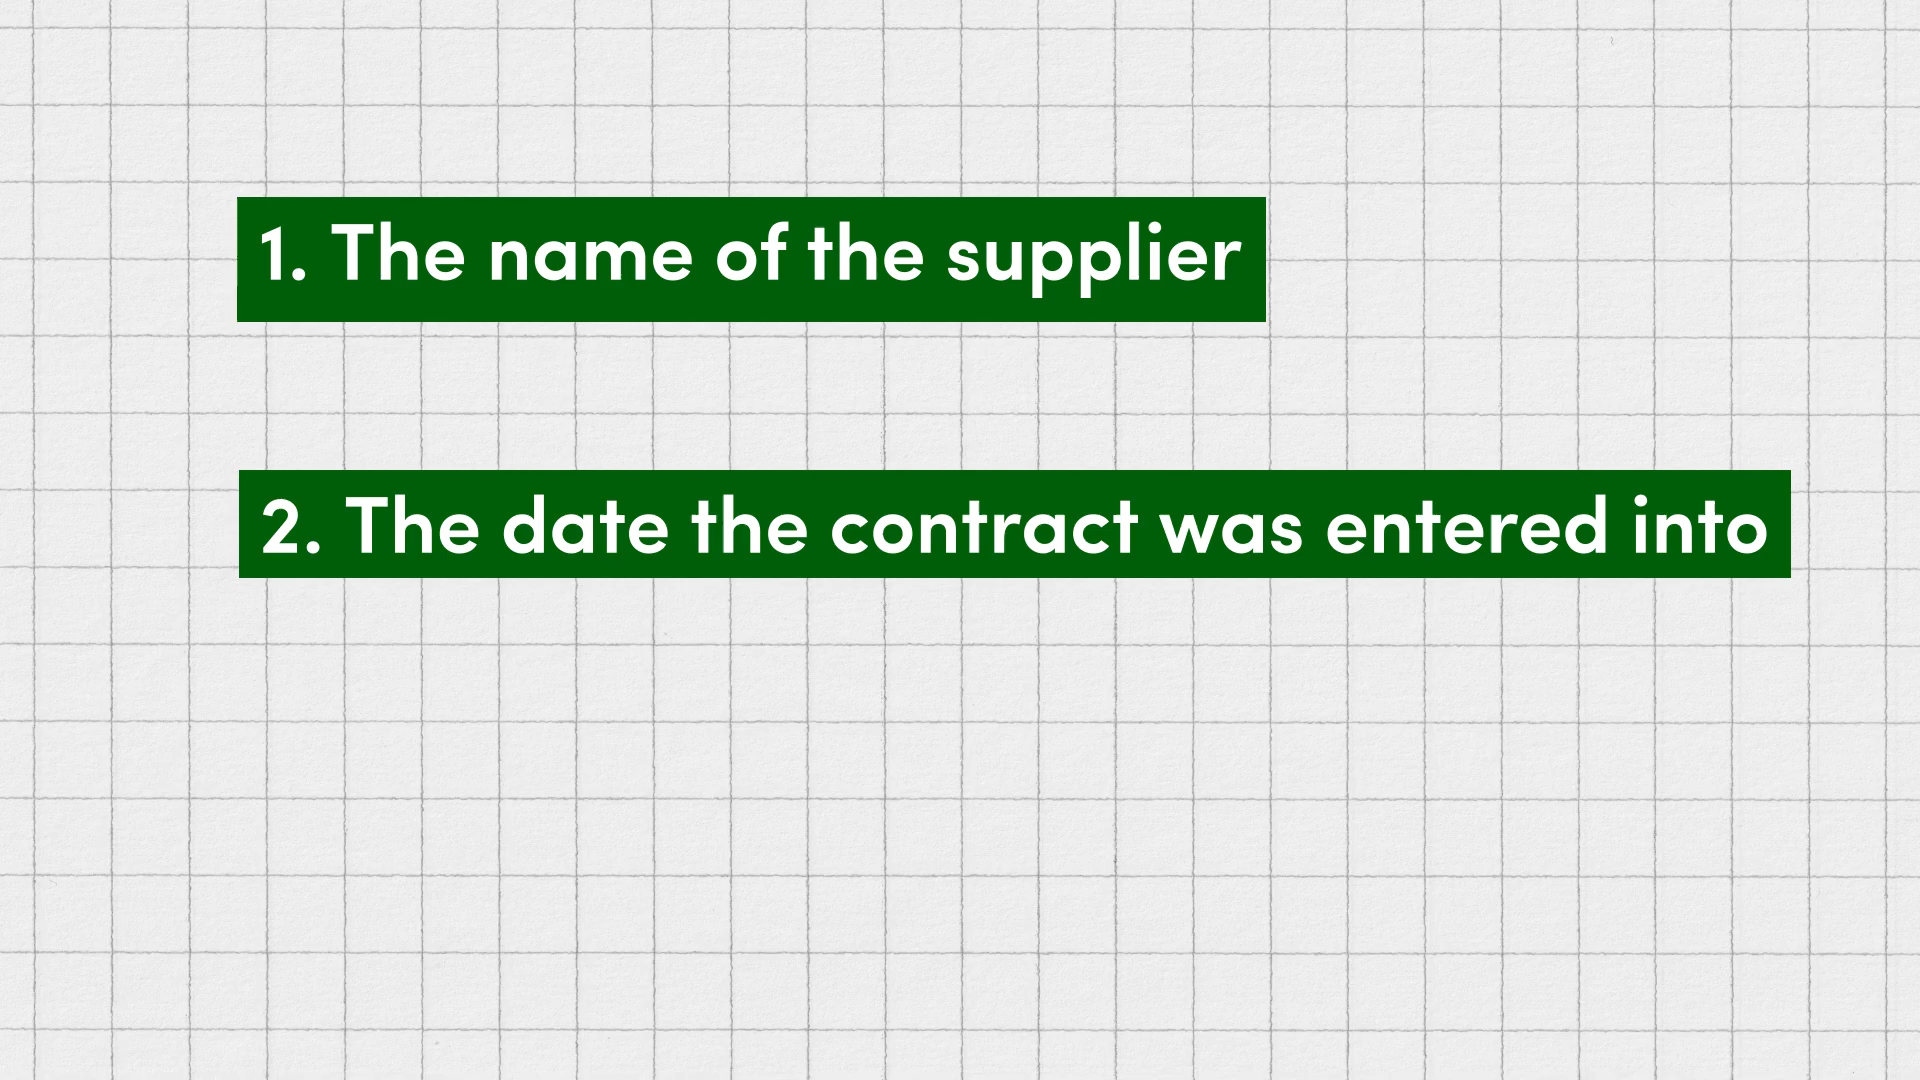 1. The name of the supplier
2. The date the contract was entered into